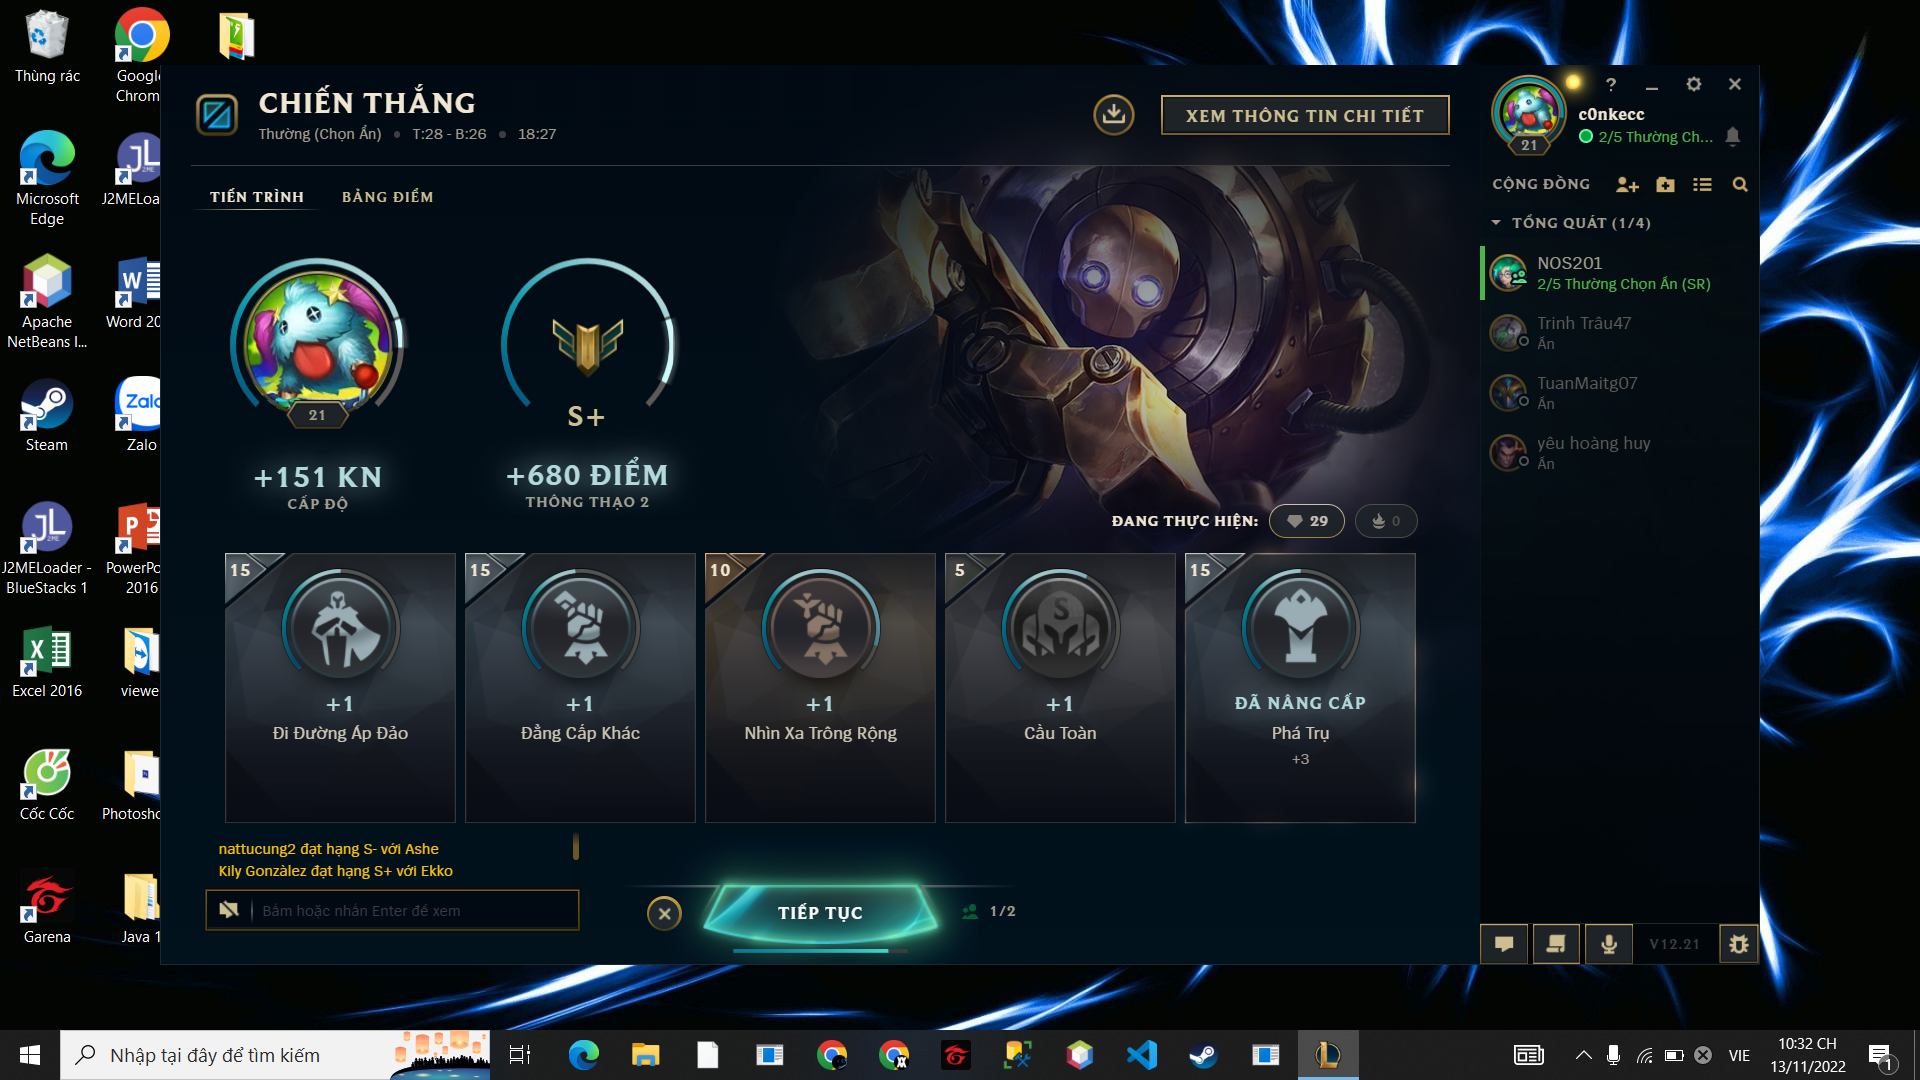 Thùng rác
Googl
Chrom
Microsoft
Edge
J2MELoa
Apache
NetBeans I...
Word 20
Steam
Zalo
Zalo
J2MELoader -
BlueStacks 1
PowerPo
2016
Excel 2016
viewe
Cốc Cốc
Photosho
Garena
Java 1
CHIẾN THẮNG
Thường (Chọn Ẩn) • T:28 - B:26 • 18:27
XEM THÔNG TIN CHI TIẾT
TIẾN TRÌNH
BẢNG ĐIỂM
21
+151 KN
CẤP ĐỘ
S+
+680 ĐIỂM
THÔNG THẠO 2
ĐANG THỰC HIỆN:
29
0
15
+1
Đi Đường Áp Đảo
15
+1
Đẳng Cấp Khác
10
+1
Nhìn Xa Trông Rộng
5
S
+1
Cầu Toàn
15
ĐÃ NÂNG CẤP
Phá Trụ
+3
nattucung2 đạt hạng S- với Ashe
Kily Gonzàlez đạt hạng S+ với Ekko
Bấm hoặc nhấn Enter để xem
TIẾP TỤC
1/2
?
21
c0nkecc
2/5 Thường Ch...
CỘNG ĐỒNG
TỔNG QUÁT (1/4)
NOS201
2/5 Thường Chọn Ẩn (SR)
Trinh Trâu47
Ẩn
TuanMaitg07
Ẩn
yêu hoàng huy
Ẩn
V12.21
Nhập tại đây để tìm kiếm
VIE
10:32 CH
13/11/2022
1